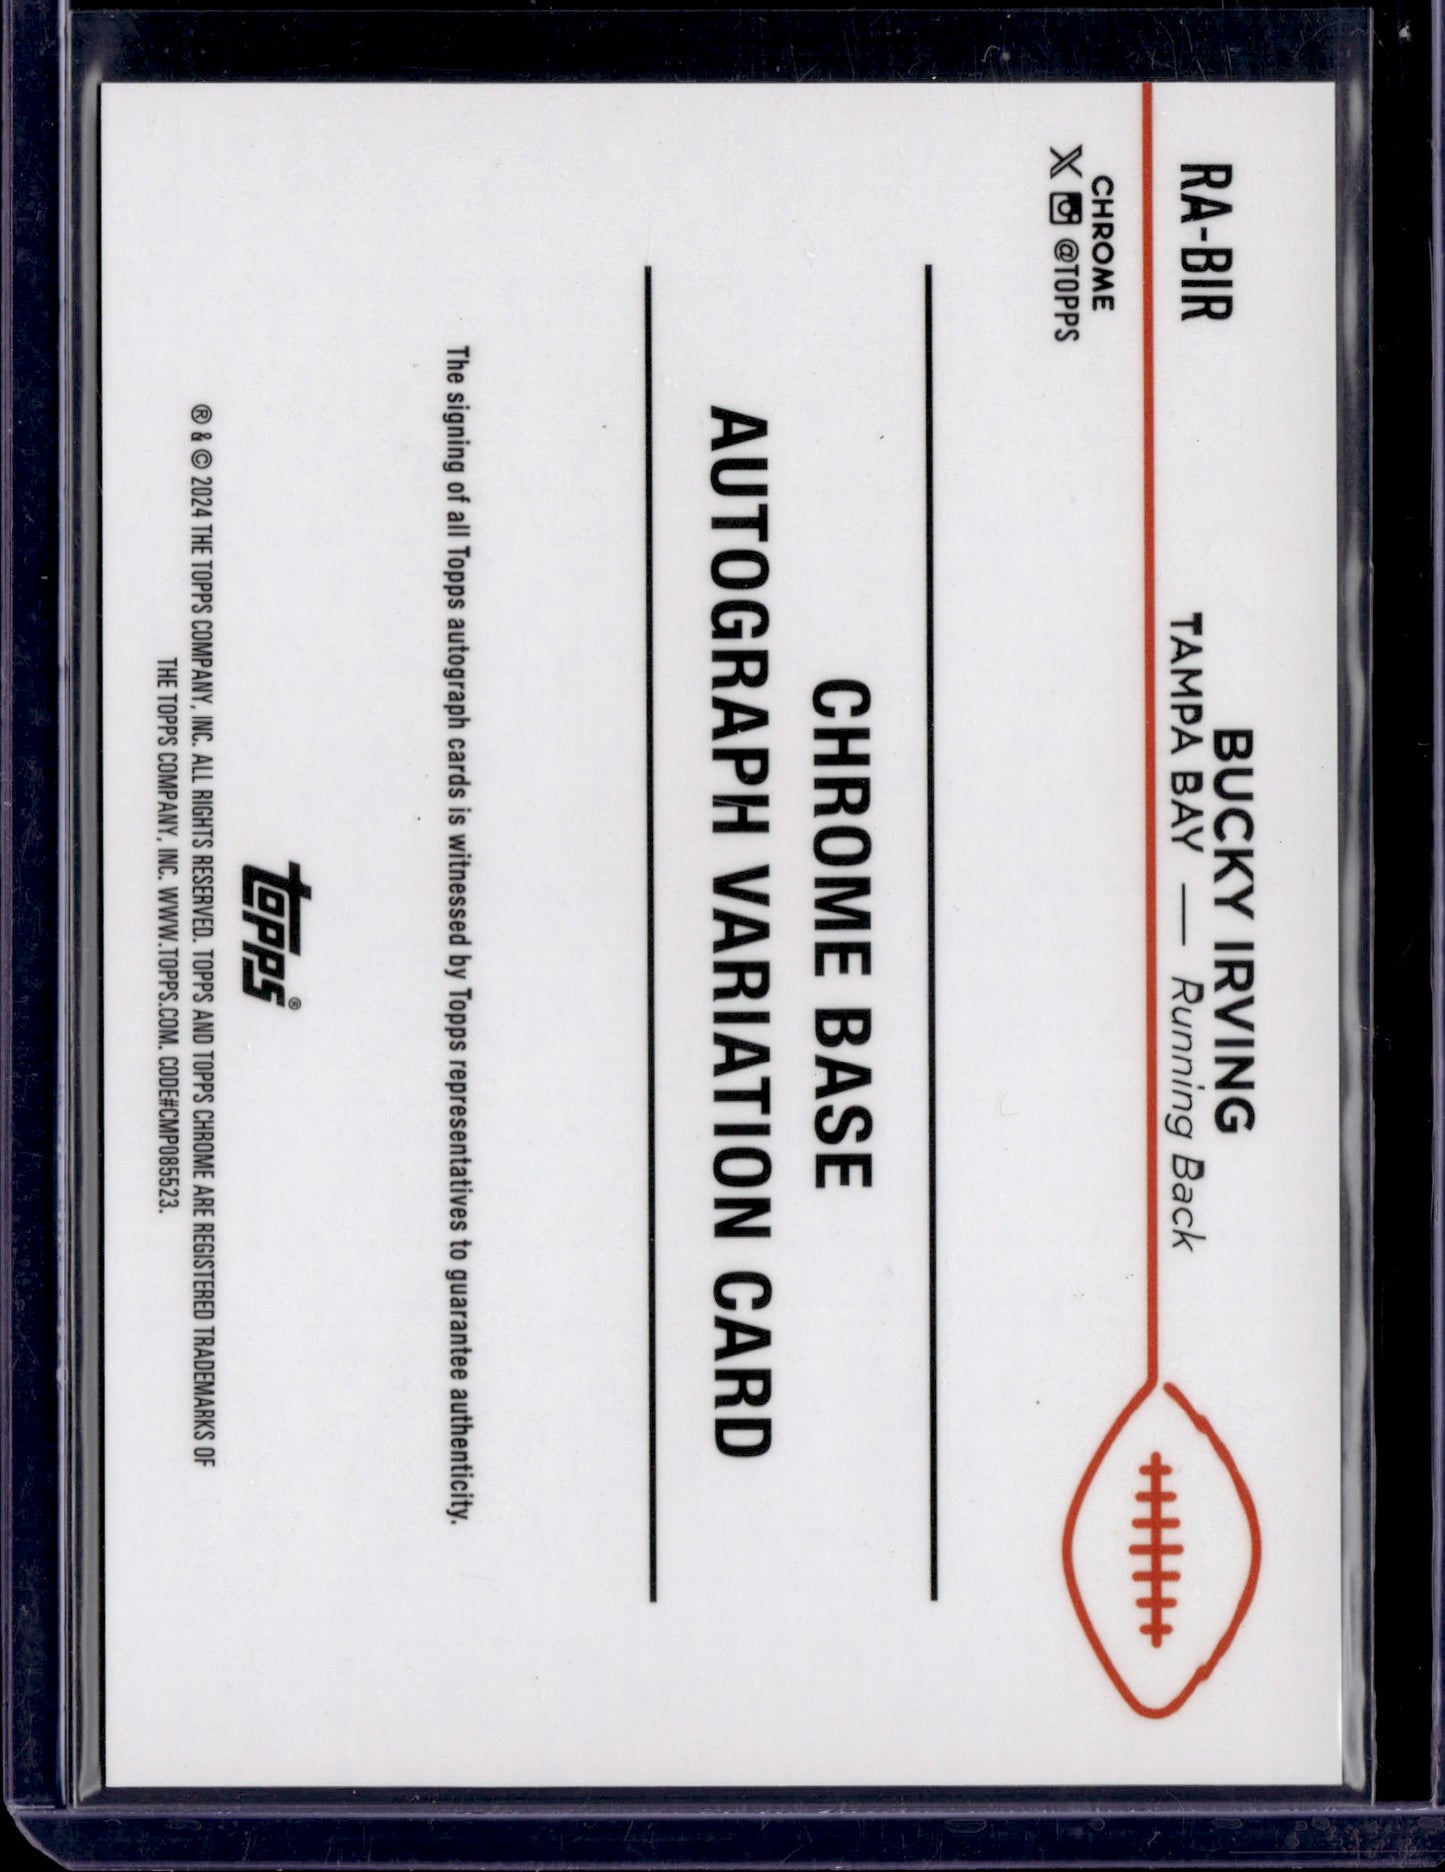 RA-BIR
BUCKY IRVING
TAMPA BAY — Running Back
CHROME
X @TOPPS
CHROME BASE
AUTOGRAPH VARIATION CARD
The signing of all Topps autograph cards is witnessed by Topps representatives to guarantee authenticity.
Topps®
® & © 2024 THE TOPPS COMPANY, INC. ALL RIGHTS RESERVED. TOPPS AND TOPPS CHROME ARE REGISTERED TRADEMARKS OF
THE TOPPS COMPANY, INC. WWW.TOPPS.COM. CODE#CMP085523.